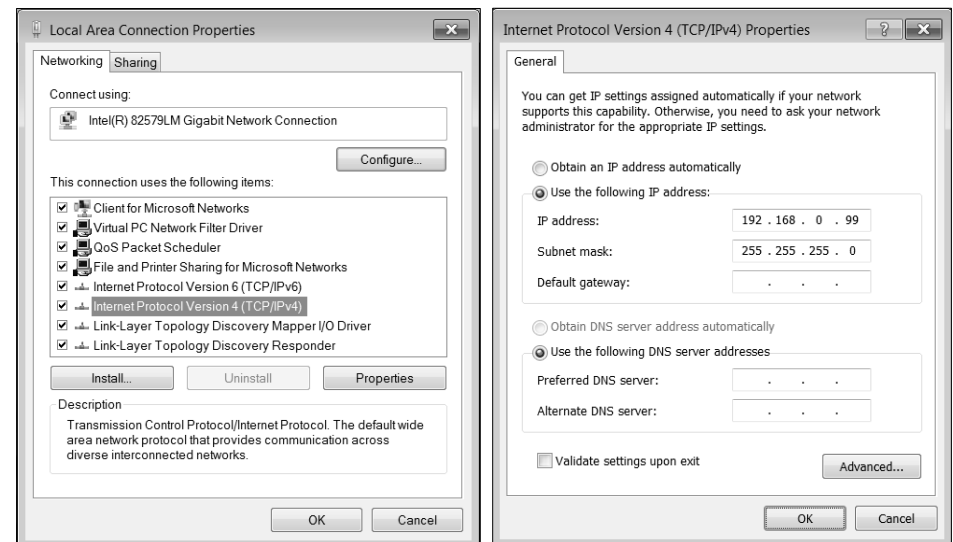 Local Area Connection Properties
Networking
Sharing
Connect using:
Intel(R) 82579LM Gigabit Network Connection
Configure...
This connection uses the following items:
Client for Microsoft Networks
Virtual PC Network Filter Driver
QoS Packet Scheduler
File and Printer Sharing for Microsoft Networks
Internet Protocol Version 6 (TCP/IPv6)
Internet Protocol Version 4 (TCP/IPv4)
Link-Layer Topology Discovery Mapper I/O Driver
Link-Layer Topology Discovery Responder
Install...
Uninstall
Properties
Description
Transmission Control Protocol/Internet Protocol. The default wide
area network protocol that provides communication across
diverse interconnected networks.
OK
Cancel
Internet Protocol Version 4 (TCP/IPv4) Properties
General
You can get IP settings assigned automatically if your network
supports this capability. Otherwise, you need to ask your network
administrator for the appropriate IP settings.
Obtain an IP address automatically
Use the following IP address:
IP address: 192 . 168 . 0 . 99
Subnet mask: 255 . 255 . 255 . 0
Default gateway: . . .
Obtain DNS server address automatically
Use the following DNS server addresses
Preferred DNS server: . . .
Alternate DNS server: . . .
Validate settings upon exit
Advanced...
OK
Cancel